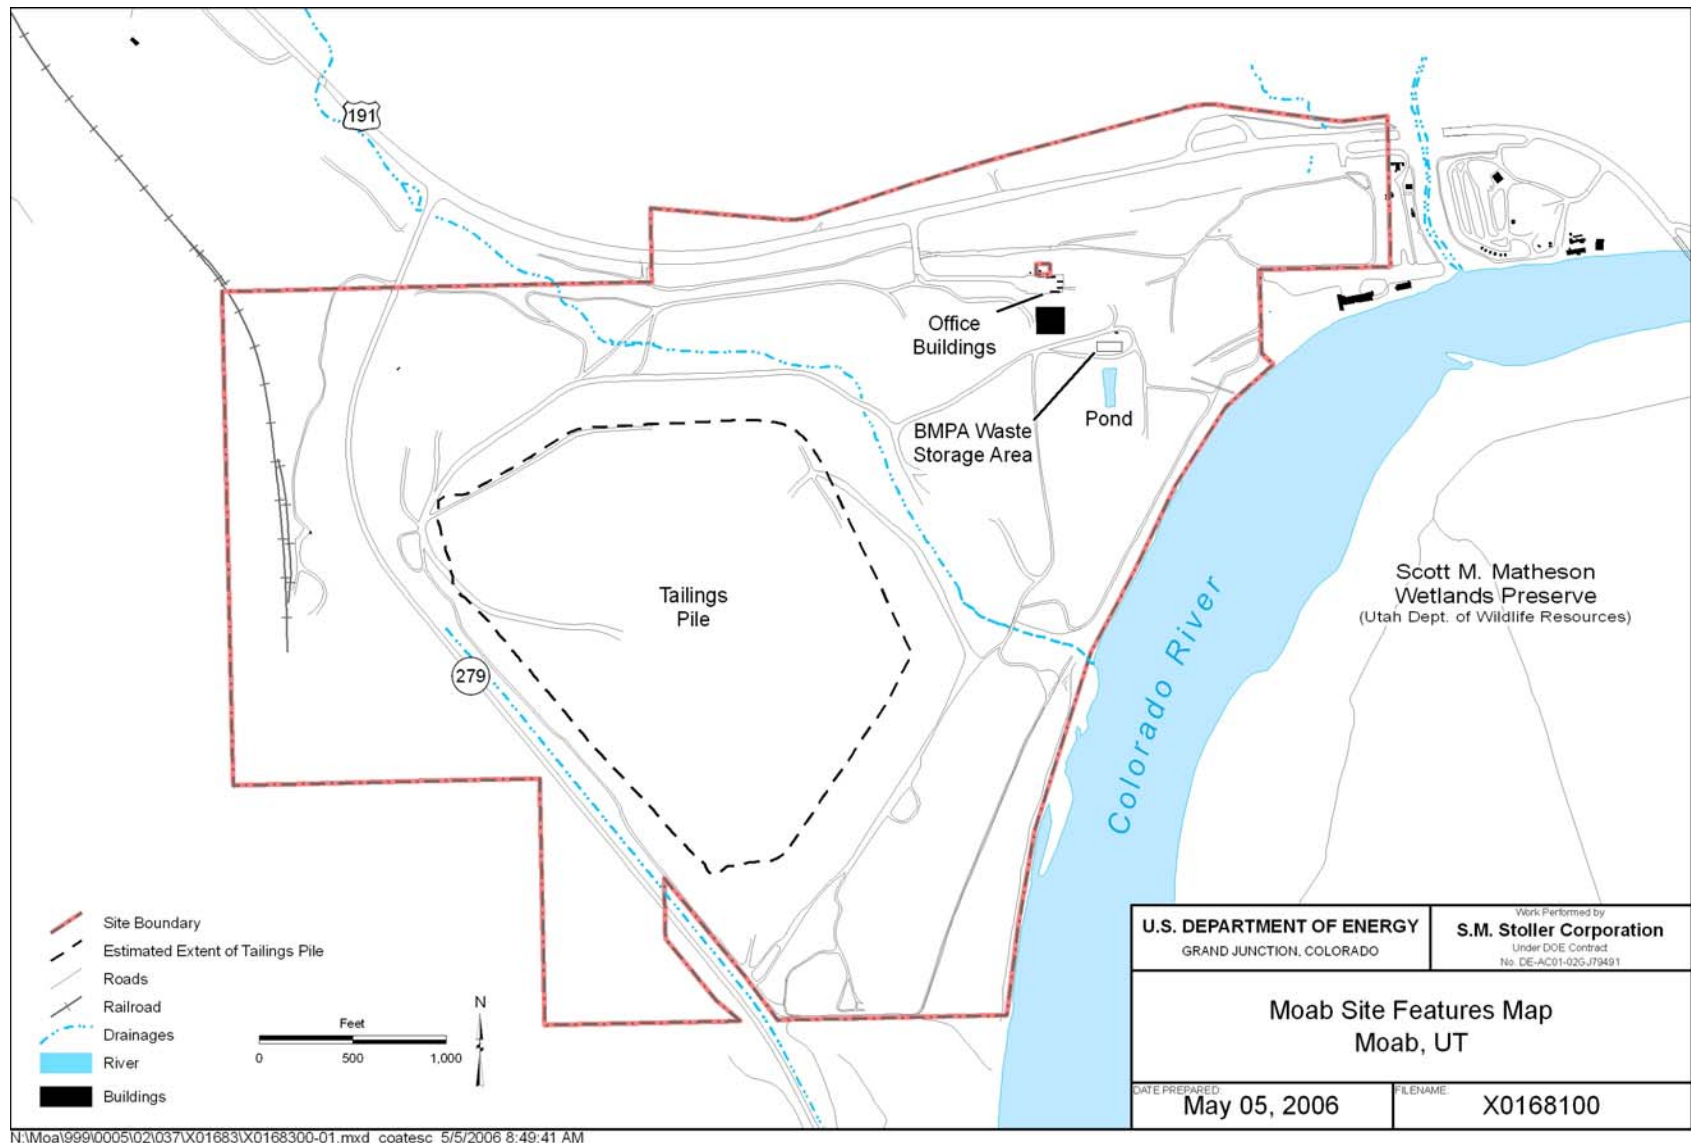 191
Office
Buildings
BMPA Waste
Storage Area
Pond
Tailings
Pile
279
Colorado River
Scott M. Matheson
Wetlands Preserve
(Utah Dept. of Wildlife Resources)
Site Boundary
Estimated Extent of Tailings Pile
Roads
Railroad
Drainages
River
Buildings
Feet
0 500 1,000
N
U.S. DEPARTMENT OF ENERGY
GRAND JUNCTION, COLORADO
Work Performed by
S.M. Stoller Corporation
Under DOE Contract
No. DE-AC01-02GJ79491
Moab Site Features Map
Moab, UT
DATE PREPARED:
May 05, 2006
FILENAME:
X0168100
N:\Moa\999\0005\02\037\X01683\X0168300-01.mxd coatesc 5/5/2006 8:49:41 AM